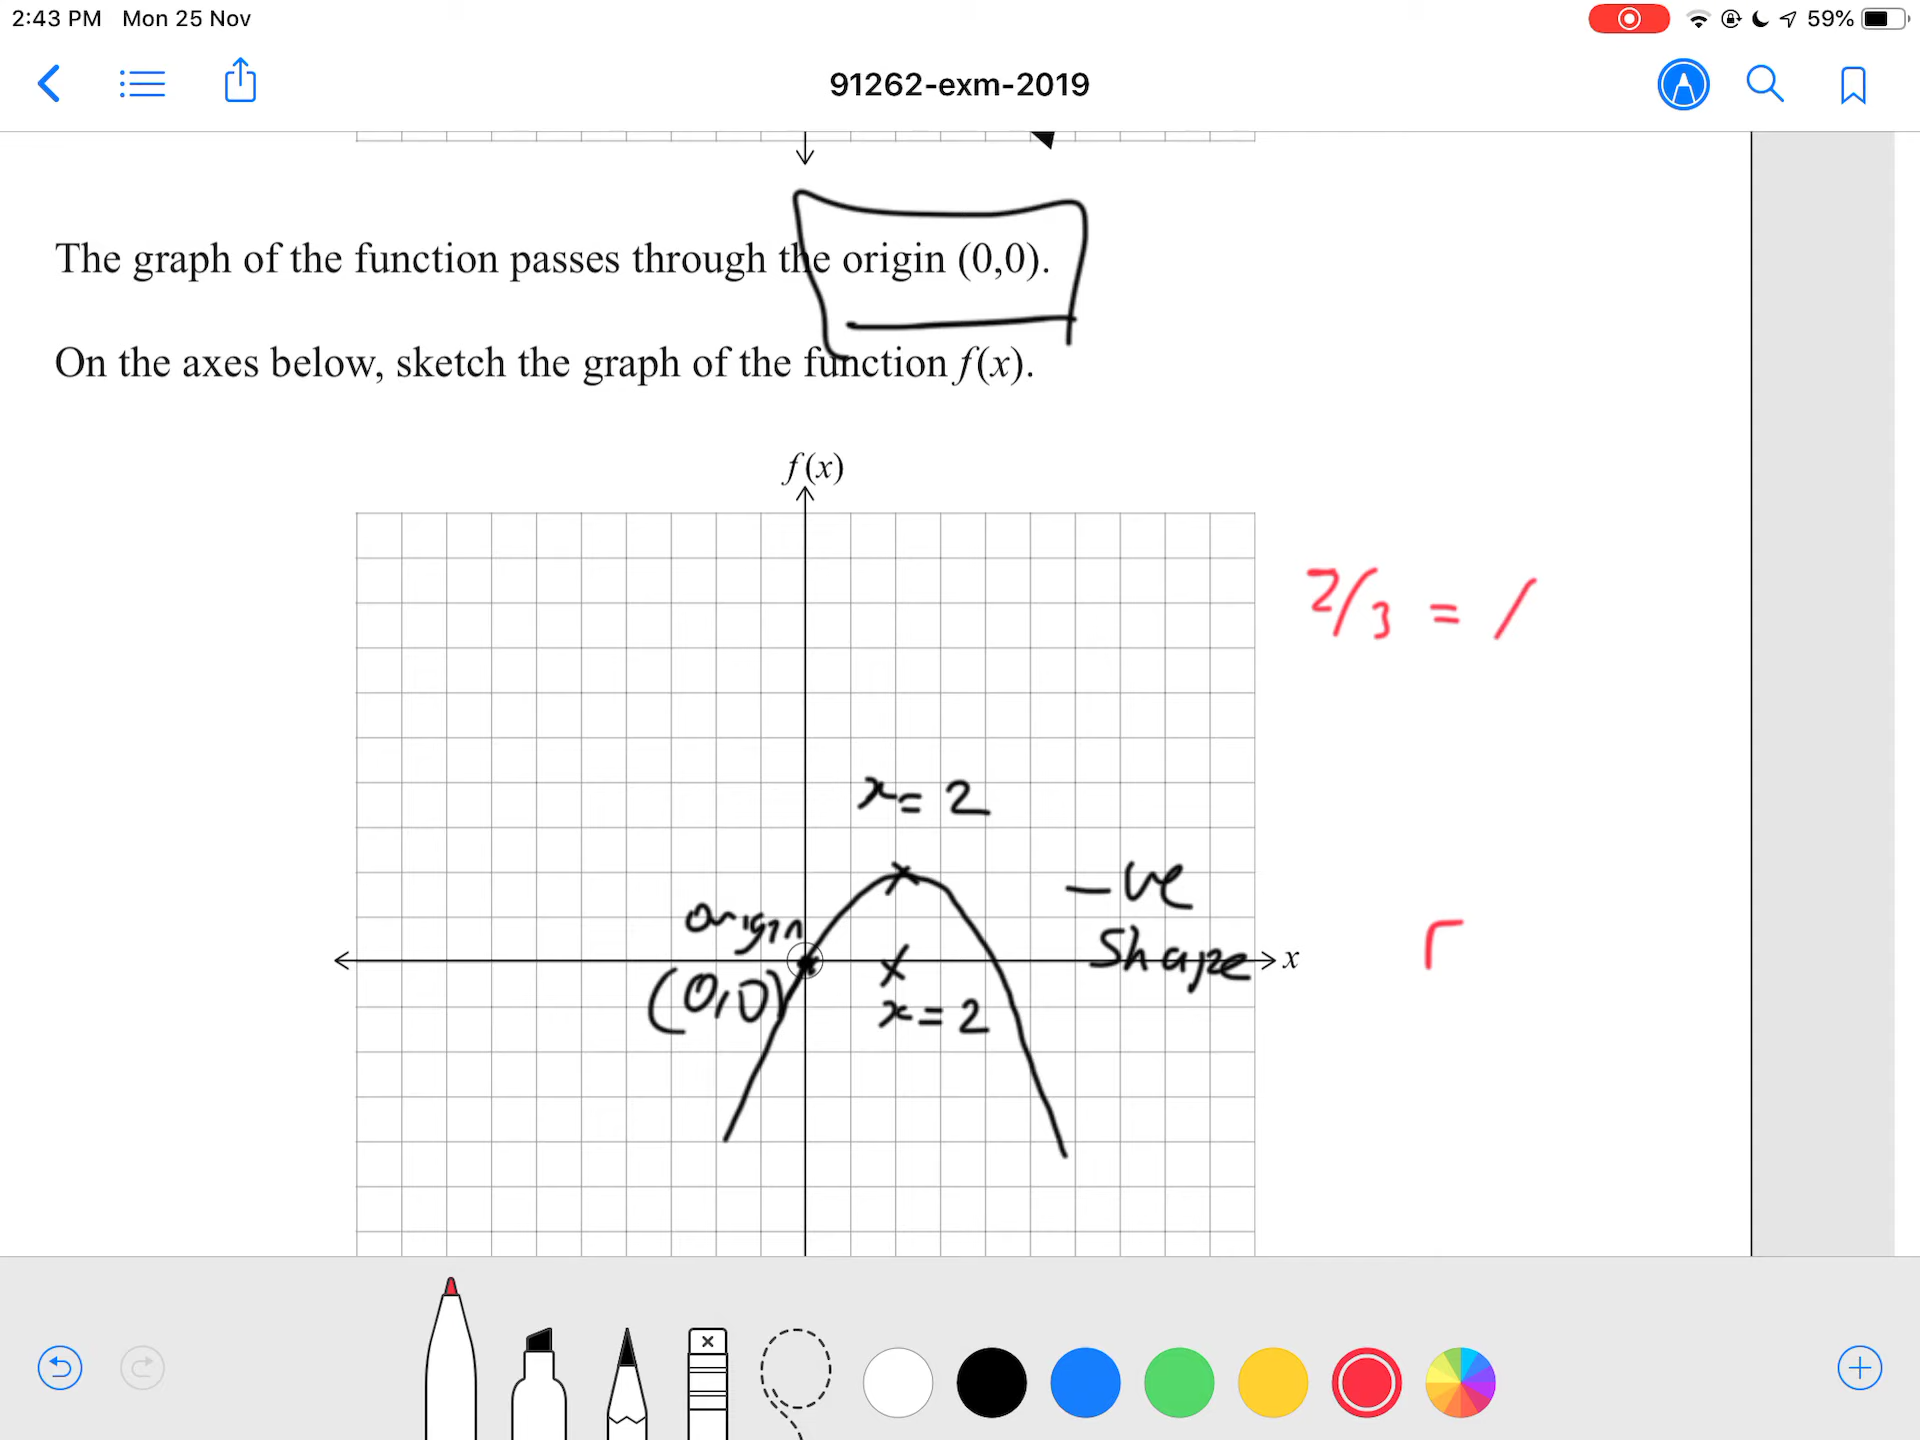 2:43 PM Mon 25 Nov
59%
91262-exm-2019
The graph of the function passes through the origin (0,0).
On the axes below, sketch the graph of the function f(x).
f(x)
2/3 = /
x = 2
-ve
origin
shape
x
(0,0)
x = 2